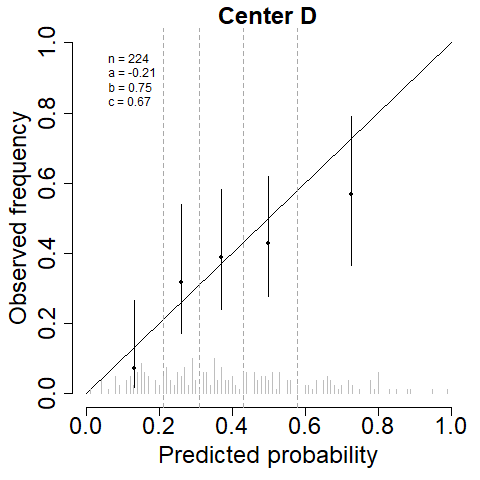 Center D
n = 224
a = -0.21
b = 0.75
c = 0.67
Observed frequency
1.0
0.8
0.6
0.4
0.2
0.0
0.0 0.2 0.4 0.6 0.8 1.0
Predicted probability